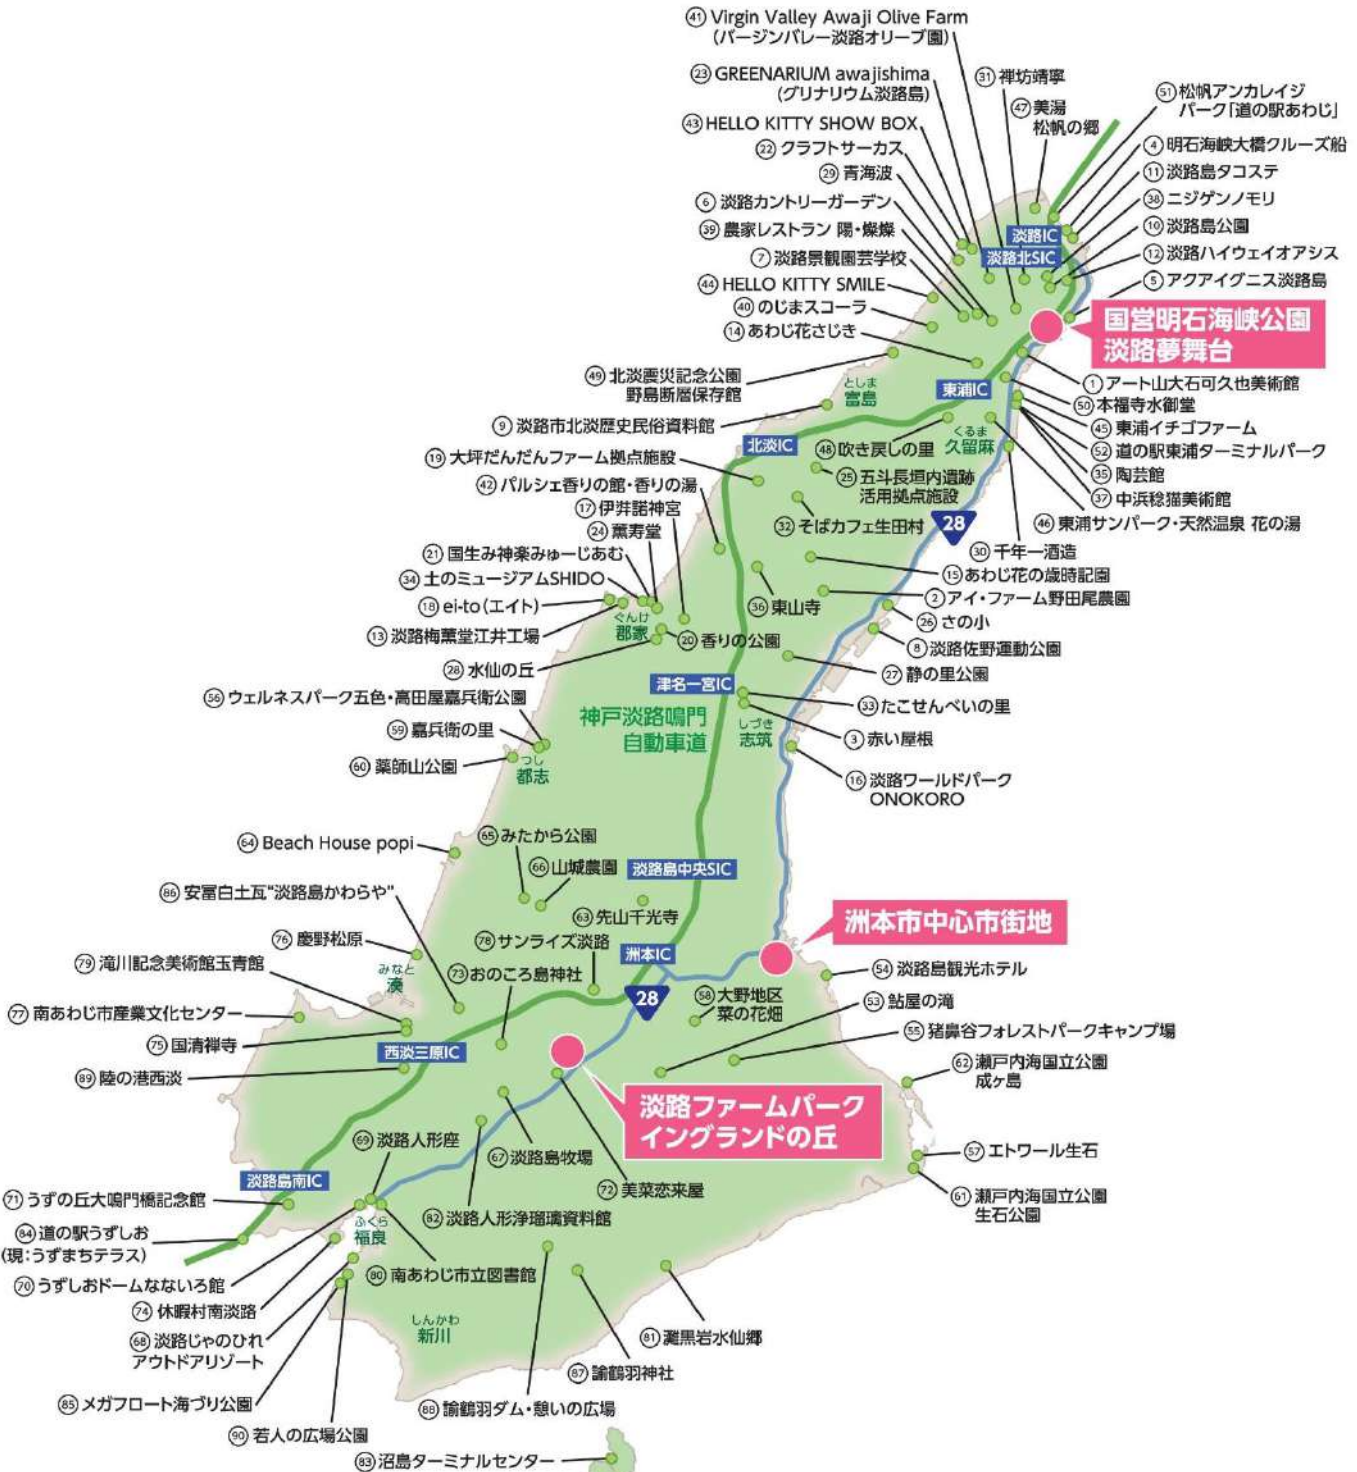 ㊶ Virgin Valley Awaji Olive Farm
(バージンバレー淡路オリーブ園)
㉓ GREENARIUM awajishima
(グリナリウム淡路島)
㊸ HELLO KITTY SHOW BOX
㉒ クラフトサーカス
㉙ 青海波
⑥ 淡路カントリーガーデン
㊴ 農家レストラン 陽・燦燦
⑦ 淡路景観園芸学校
㊹ HELLO KITTY SMILE
㊵ のじまスコーラ
⑭ あわじ花さじき
㉛ 禅坊靖寧
㊼ 美湯
松帆の郷
51 松帆アンカレイジ
パーク「道の駅あわじ」
④ 明石海峡大橋クルーズ船
⑪ 淡路島タコステ
㊳ ニジゲンノモリ
⑩ 淡路島公園
⑫ 淡路ハイウェイオアシス
⑤ アクアイグニス淡路島
淡路IC
淡路北SIC
国営明石海峡公園
淡路夢舞台
① アート山大石可久也美術館
㊿ 本福寺水御堂
㊺ 東浦イチゴファーム
52 道の駅東浦ターミナルパーク
㉟ 陶芸館
㊲ 中浜稔猫美術館
㊻ 東浦サンパーク・天然温泉 花の湯
㉚ 千年一酒造
⑮ あわじ花の歳時記園
② アイ・ファーム野田尾農園
㉖ さの小
⑧ 淡路佐野運動公園
㉗ 静の里公園
㉝ たこせんべいの里
③ 赤い屋根
⑯ 淡路ワールドパーク
ONOKORO
㊾ 北淡震災記念公園
野島断層保存館
としま
富島
東浦IC
⑨ 淡路市北淡歴史民俗資料館
北淡IC
㊽ 吹き戻しの里
くるま
久留麻
⑲ 大坪だんだんファーム拠点施設
㉕ 五斗長垣内遺跡
活用拠点施設
㊷ パルシェ香りの館・香りの湯
⑰ 伊弉諾神宮
㉜ そばカフェ生田村
28
㉔ 薫寿堂
㉑ 国生み神楽みゅーじあむ
㉞ 土のミュージアムSHIDO
⑱ ei-to(エイト)
⑬ 淡路梅薫堂江井工場
ぐんけ
郡家
⑳ 香りの公園
㊱ 東山寺
㉘ 水仙の丘
津名一宮IC
56 ウェルネスパーク五色・高田屋嘉兵衛公園
神戸淡路鳴門
自動車道
しづき
志筑
59 嘉兵衛の里
60 薬師山公園
つし
都志
64 Beach House popi
65 みたから公園
66 山城農園
淡路島中央SIC
86 安冨白土瓦“淡路島かわらや”
63 先山千光寺
洲本市中心市街地
76 慶野松原
78 サンライズ淡路
洲本IC
79 滝川記念美術館玉青館
みなと
湊
73 おのころ島神社
28
58 大野地区
菜の花畑
54 淡路島観光ホテル
53 鮎屋の滝
77 南あわじ市産業文化センター
55 猪鼻谷フォレストパークキャンプ場
75 国清禅寺
西淡三原IC
62 瀬戸内海国立公園
成ヶ島
89 陸の港西淡
淡路ファームパーク
イングランドの丘
69 淡路人形座
67 淡路島牧場
57 エトワール生石
淡路島南IC
72 美菜恋来屋
61 瀬戸内海国立公園
生石公園
71 うずの丘大鳴門橋記念館
82 淡路人形浄瑠璃資料館
84 道の駅うずしお
(現:うずまちテラス)
ふくら
福良
70 うずしおドームなないろ館
80 南あわじ市立図書館
74 休暇村南淡路
68 淡路じゃのひれ
アウトドアリゾート
しんかわ
新川
81 灘黒岩水仙郷
87 諭鶴羽神社
85 メガフロート海づり公園
88 諭鶴羽ダム・憩いの広場
90 若人の広場公園
83 沼島ターミナルセンター